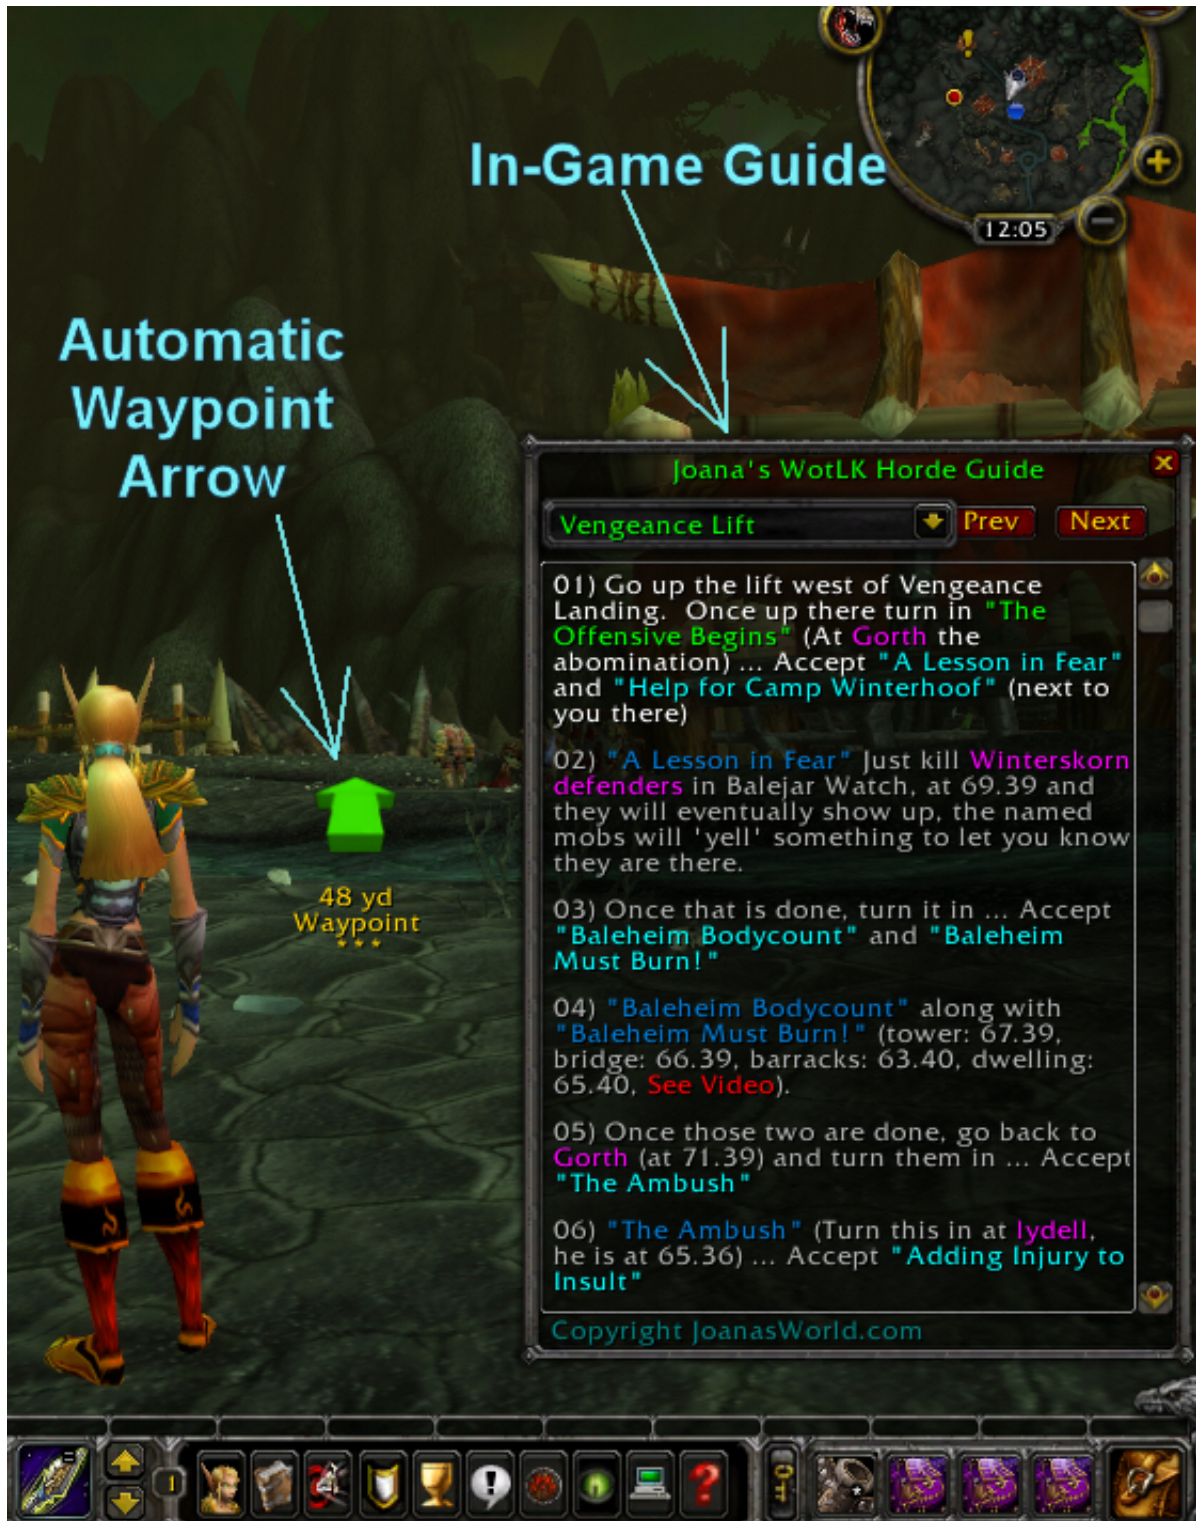 In-Game Guide
12:05
Automatic
Waypoint
Arrow
48 yd
Waypoint
Joana's WotLK Horde Guide
Vengeance Lift
Prev
Next
01) Go up the lift west of Vengeance
Landing.  Once up there turn in "The
Offensive Begins" (At Gorth the
abomination) ... Accept "A Lesson in Fear"
and "Help for Camp Winterhoof" (next to
you there)
02) "A Lesson in Fear" Just kill Winterskorn
defenders in Balejar Watch, at 69.39 and
they will eventually show up, the named
mobs will 'yell' something to let you know
they are there.
03) Once that is done, turn it in ... Accept
"Baleheim Bodycount" and "Baleheim
Must Burn!"
04) "Baleheim Bodycount" along with
"Baleheim Must Burn!" (tower: 67.39,
bridge: 66.39, barracks: 63.40, dwelling:
65.40, See Video).
05) Once those two are done, go back to
Gorth (at 71.39) and turn them in ... Accept
"The Ambush"
06) "The Ambush" (Turn this in at lydell,
he is at 65.36) ... Accept "Adding Injury to
Insult"
Copyright JoanasWorld.com
1